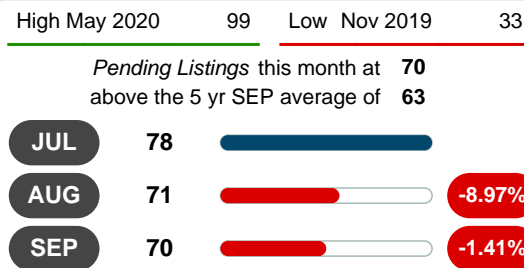 High May 2020 99 Low Nov 2019 33
Pending Listings this month at 70
above the 5 yr SEP average of 63
JUL 78
AUG 71 -8.97%
SEP 70 -1.41%